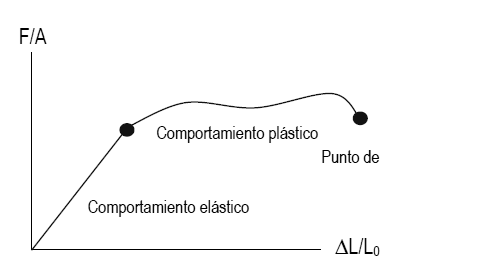 F/A
Comportamiento plástico
Punto de
Comportamiento elástico
ΔL/L₀